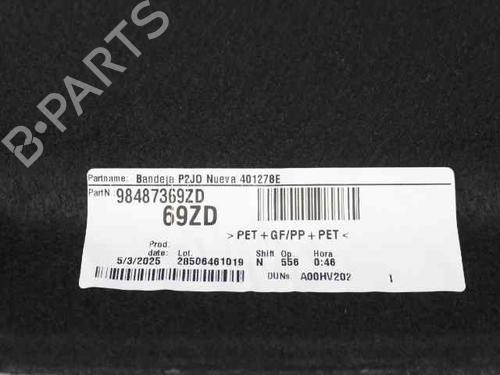 B-PARTS
Partname: Bandeja P2JO Nueva 401278E
PartN 98487369ZD
69ZD
> PET + GF/PP + PET <
Prod. date: Lot. Shift Op. Hora
5/3/2025 28506461019 N 556 0:46
DUNs. A00HV202 1